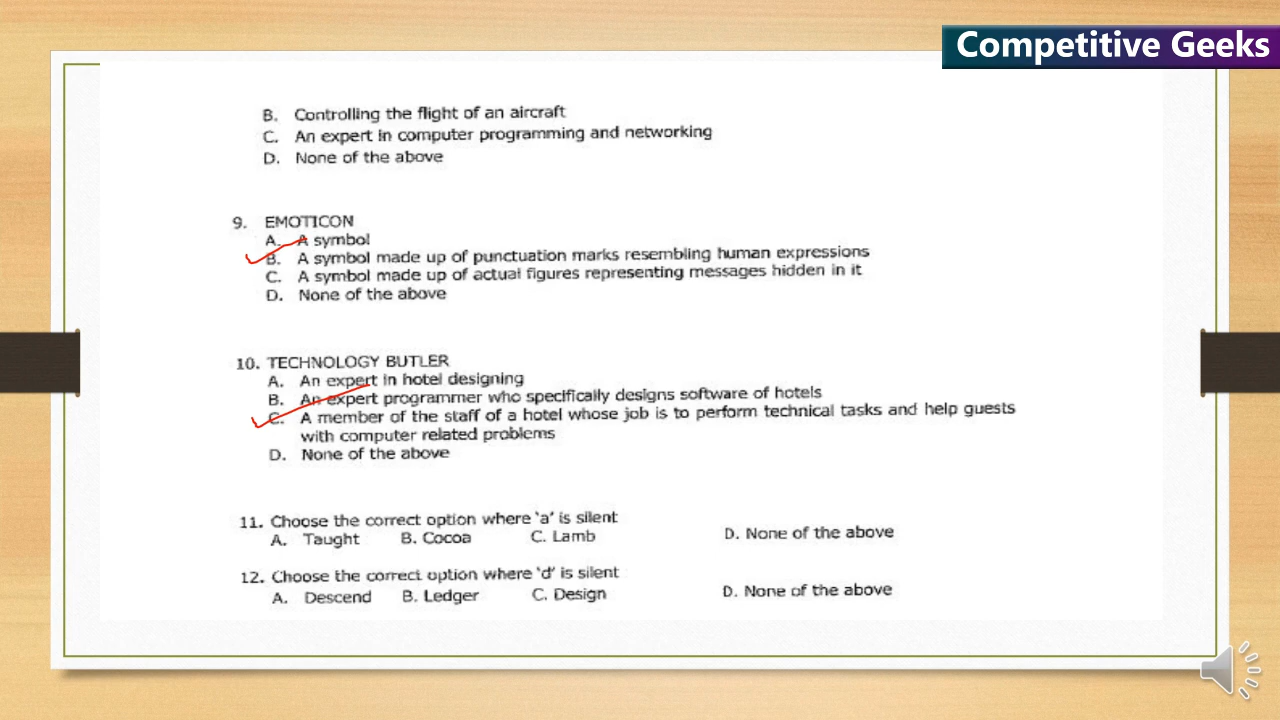 Competitive Geeks
B. Controlling the flight of an aircraft
C. An expert in computer programming and networking
D. None of the above
9. EMOTICON
A. A symbol
B. A symbol made up of punctuation marks resembling human expressions
C. A symbol made up of actual figures representing messages hidden in it
D. None of the above
10. TECHNOLOGY BUTLER
A. An expert in hotel designing
B. An expert programmer who specifically designs software of hotels
C. A member of the staff of a hotel whose job is to perform technical tasks and help guests
with computer related problems
D. None of the above
11. Choose the correct option where 'a' is silent
A. Taught B. Cocoa C. Lamb D. None of the above
12. Choose the correct option where 'd' is silent
A. Descend B. Ledger C. Design D. None of the above